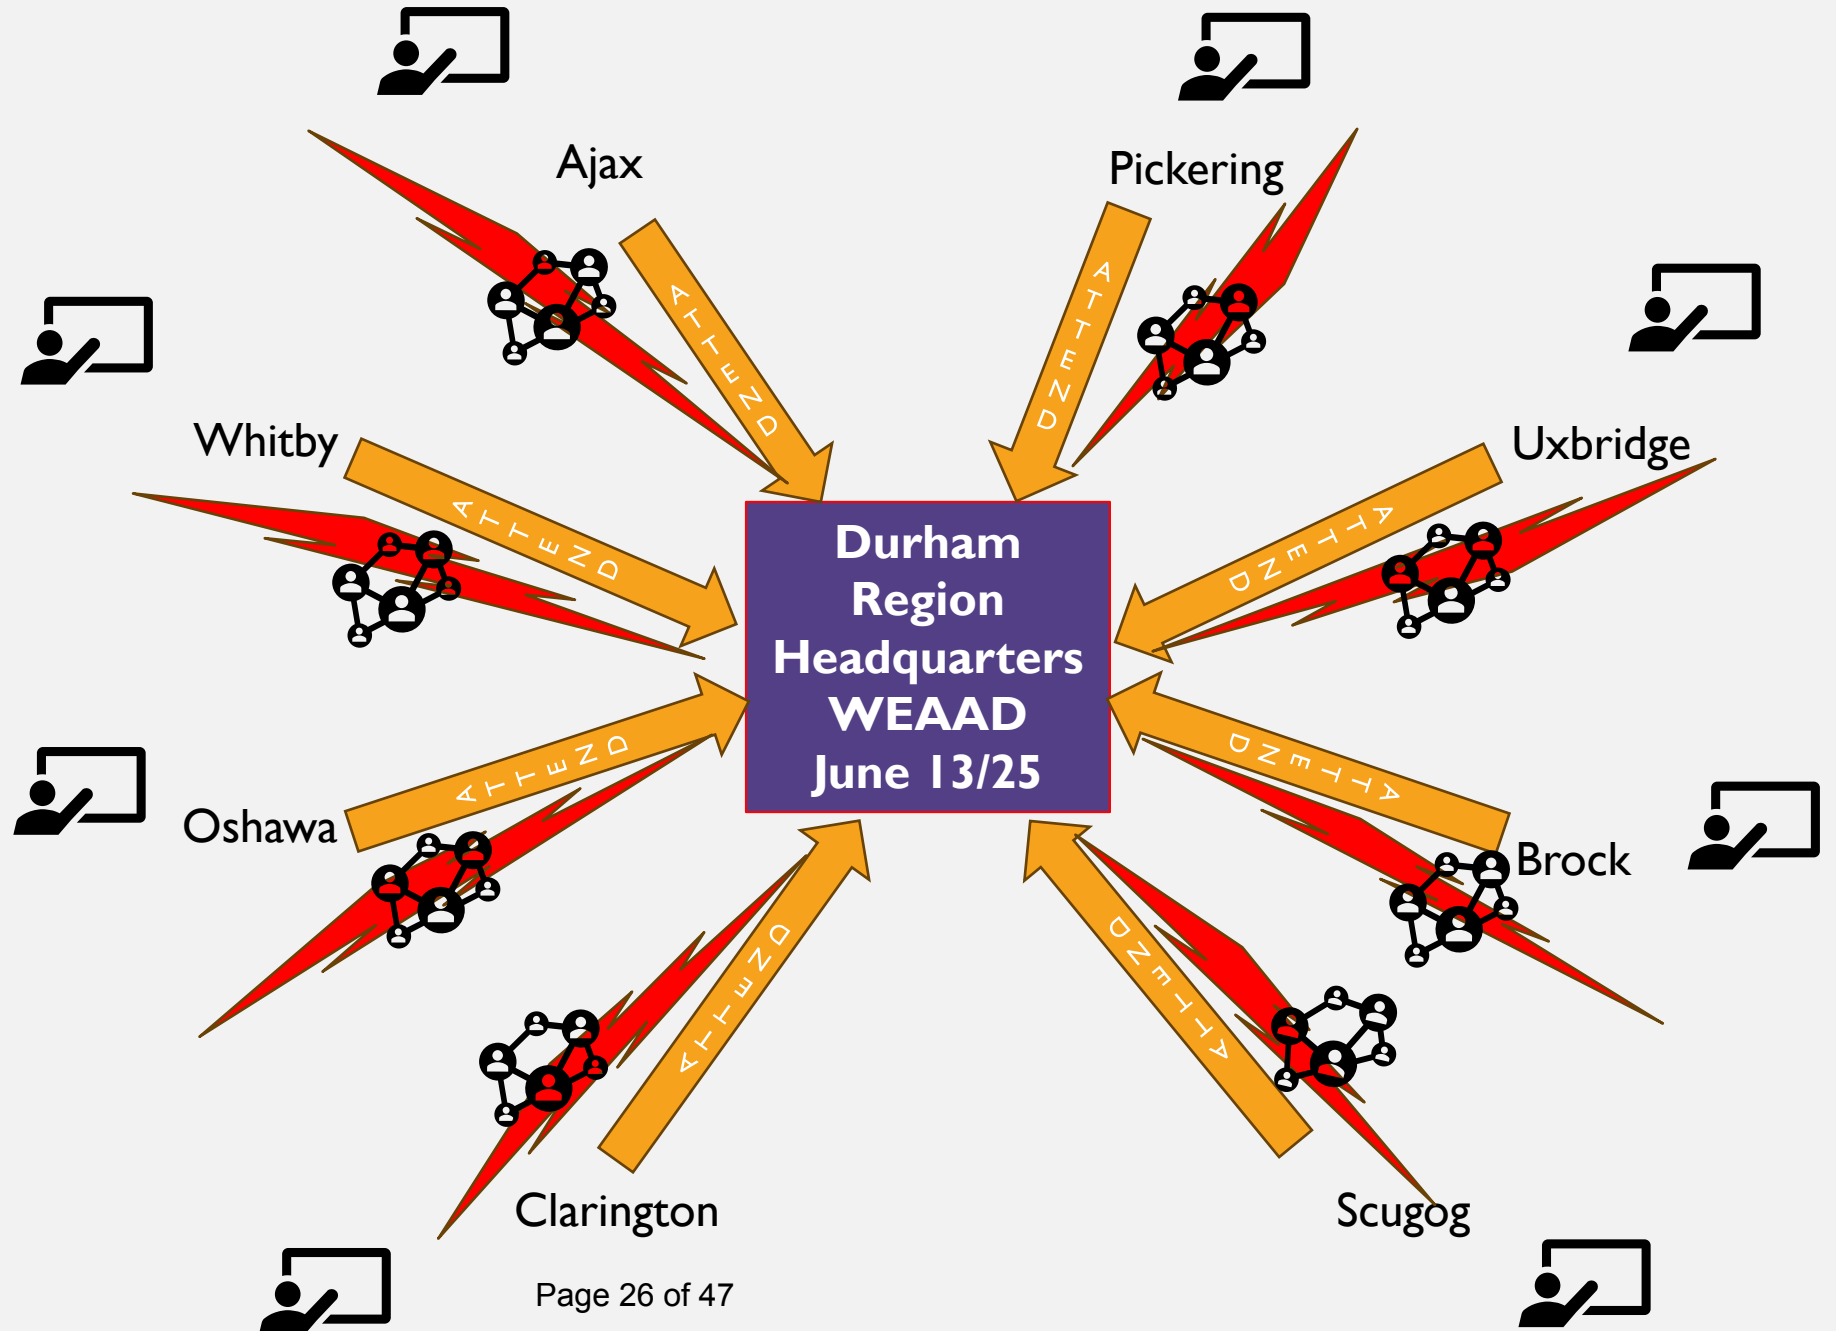 Ajax
Pickering
ATTEND
ATTEND
Whitby
Uxbridge
ATTEND
ATTEND
Durham
Region
Headquarters
WEAAD
June 13/25
ATTEND
ATTEND
Oshawa
Brock
ATTEND
ATTEND
Clarington
Scugog
Page 26 of 47